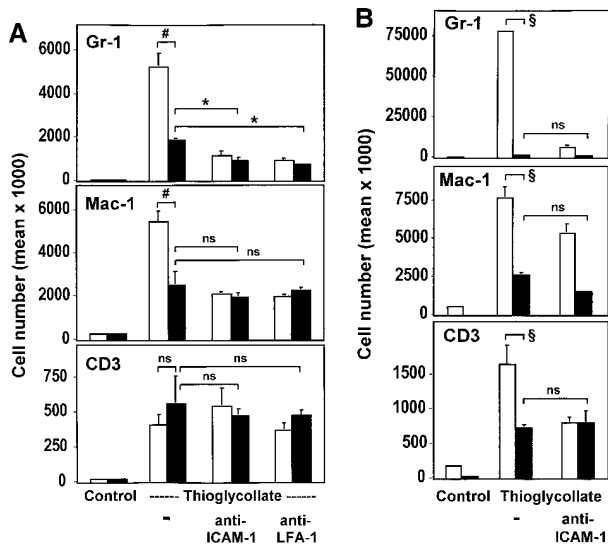 A
B
Gr-1
6000
#
4000
*
*
2000
0
Mac-1
6000
#
ns
4000
ns
2000
0
CD3
750
ns
ns
ns
500
250
0
Cell number (mean x 1000)
Control
------ Thioglycollate ------
-
anti-ICAM-1
anti-LFA-1
Gr-1
75000
§
50000
ns
25000
0
Mac-1
§
7500
ns
5000
2500
0
CD3
§
1500
ns
1000
500
0
Cell number (mean x 1000)
Control
Thioglycollate
-
anti-
ICAM-1